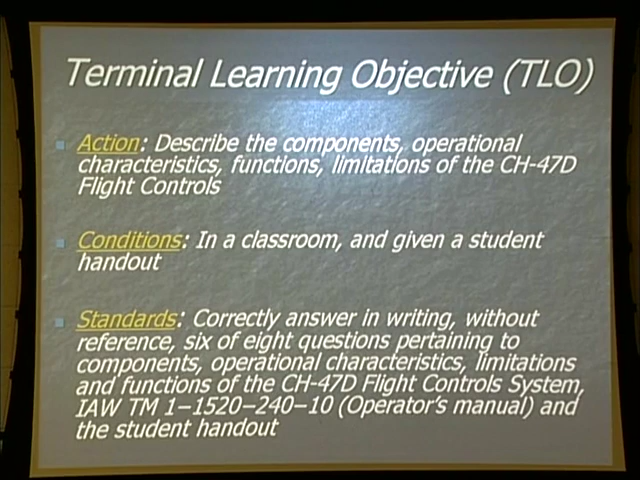 Terminal Learning Objective (TLO)
Action: Describe the components, operational
characteristics, functions, limitations of the CH-47D
Flight Controls
Conditions: In a classroom, and given a student
handout
Standards: Correctly answer in writing, without
reference, six of eight questions pertaining to
components, operational characteristics, limitations
and functions of the CH-47D Flight Controls System,
IAW TM 1–1520–240–10 (Operator's manual) and
the student handout